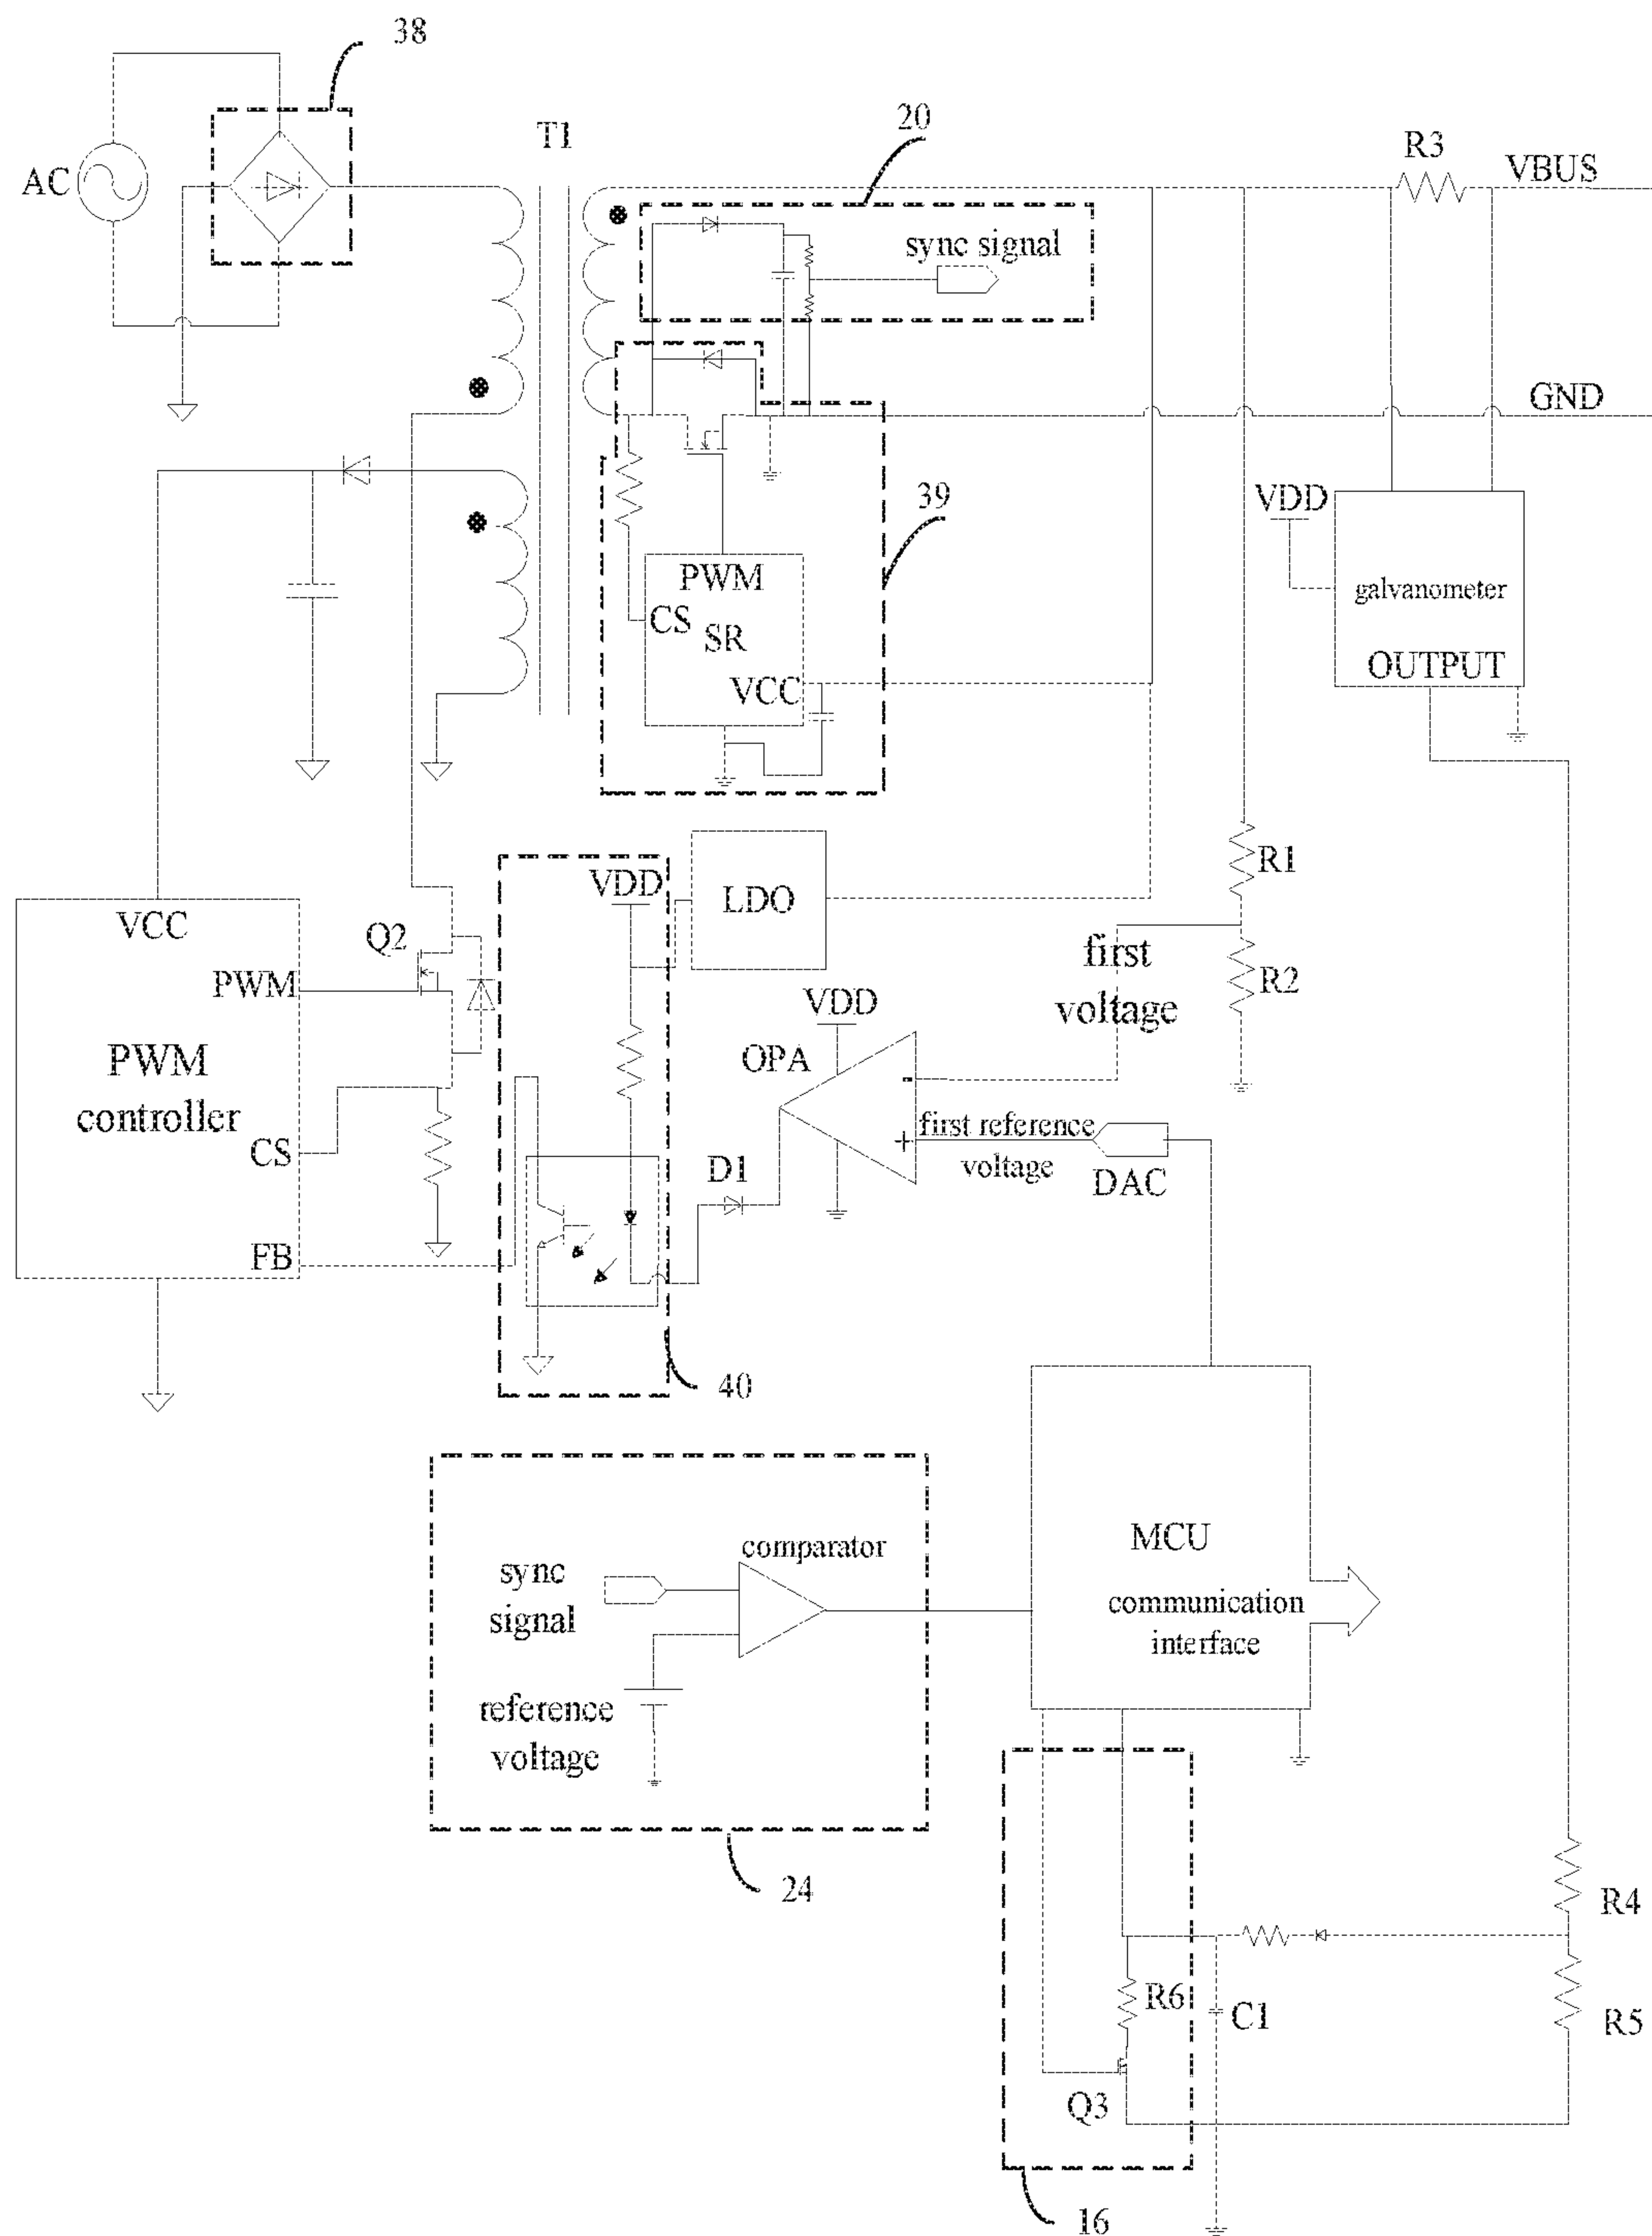 38
AC
T1
20
R3
VBUS
sync signal
GND
39
VDD
PWM
CS
SR
VCC
galvanometer
OUTPUT
VDD
LDO
R1
VCC
Q2
first
voltage
R2
PWM
VDD
OPA
-
PWM
controller
+
first reference
voltage
DAC
CS
D1
FB
40
MCU
communication
interface
comparator
sync
signal
reference
voltage
24
R4
R6
C1
R5
Q3
16